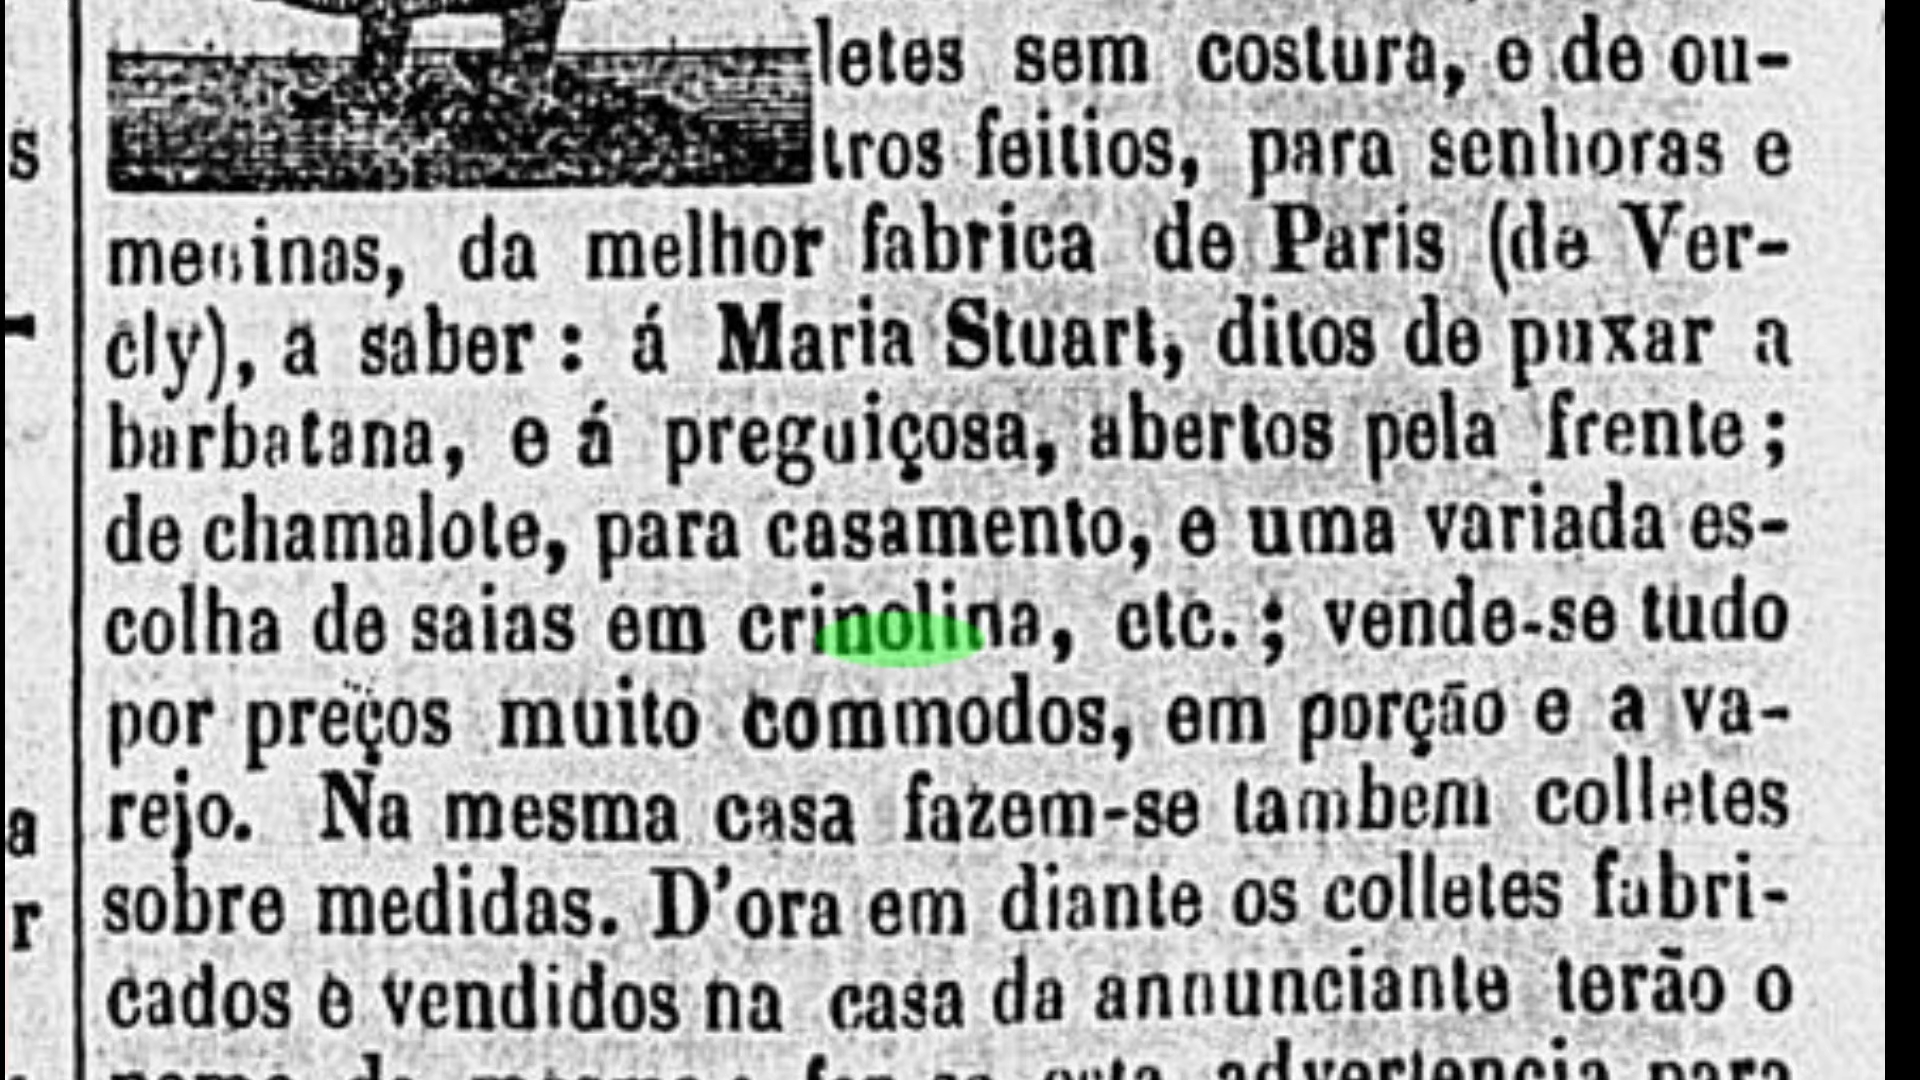 letes sem costura, e de ou-
tros feitios, para senhoras e
meninas, da melhor fabrica de Paris (de Ver-
cly), a saber : á Maria Stuart, ditos de puxar a
barbatana, e á preguiçosa, abertos pela frente ;
de chamalote, para casamento, e uma variada es-
colha de saias em crinolina, etc. ; vende-se tudo
por preços muito commodos, em porção e a va-
rejo. Na mesma casa fazem-se tambem colletes
sobre medidas. D'ora em diante os colletes fabri-
cados e vendidos na casa da annunciante terão o
s
a
r